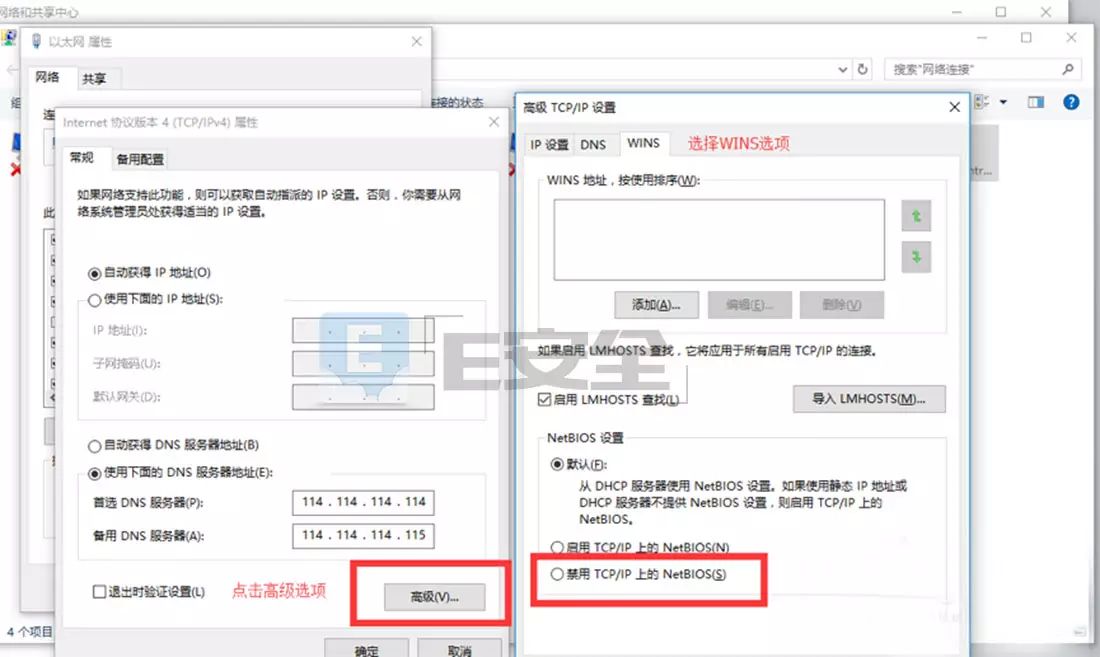 网络和共享中心
以太网 属性
网络
共享
搜索"网络连接"
连接的状态
Internet 协议版本 4 (TCP/IPv4) 属性
常规
备用配置
如果网络支持此功能，则可以获取自动指派的 IP 设置。否则，你需要从网
络系统管理员处获得适当的 IP 设置。
自动获得 IP 地址(O)
使用下面的 IP 地址(S):
IP 地址(I):
子网掩码(U):
默认网关(D):
自动获得 DNS 服务器地址(B)
使用下面的 DNS 服务器地址(E):
首选 DNS 服务器(P):
114 . 114 . 114 . 114
备用 DNS 服务器(A):
114 . 114 . 114 . 115
退出时验证设置(L)
点击高级选项
高级(V)...
确定
取消
4 个项目
高级 TCP/IP 设置
IP 设置
DNS
WINS
选择WINS选项
WINS 地址，按使用排序(W):
添加(A)...
编辑(E)...
删除(V)
如果启用 LMHOSTS 查找，它将应用于所有启用 TCP/IP 的连接。
启用 LMHOSTS 查找(L)
导入 LMHOSTS(M)...
NetBIOS 设置
默认(F):
从 DHCP 服务器使用 NetBIOS 设置。如果使用静态 IP 地址或
DHCP 服务器不提供 NetBIOS 设置，则启用 TCP/IP 上的
NetBIOS。
启用 TCP/IP 上的 NetBIOS(N)
禁用 TCP/IP 上的 NetBIOS(S)
E安全